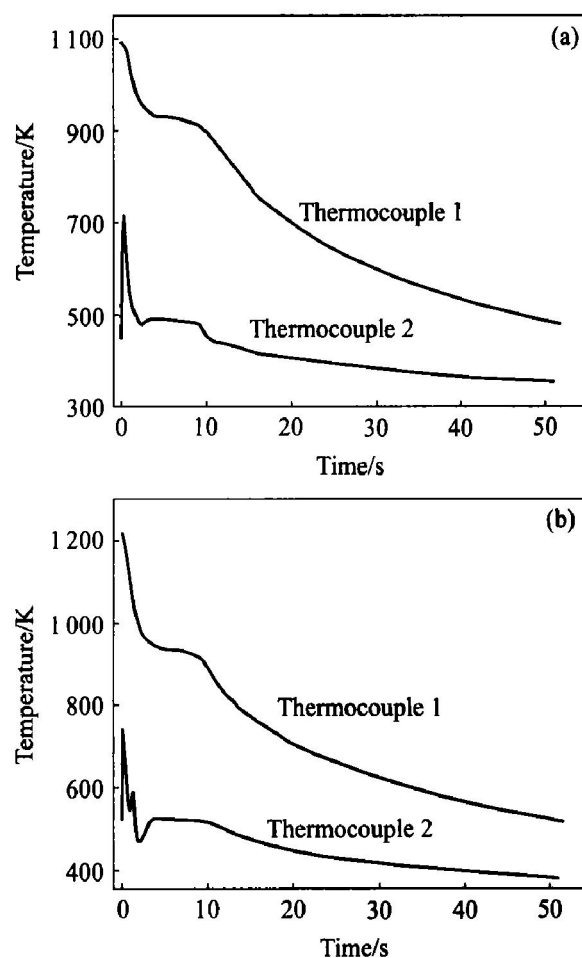 (a)
1 100
900
700
500
300
Temperature/K
Thermocouple 1
Thermocouple 2
0 10 20 30 40 50
Time/s
(b)
1 200
1 000
800
600
400
Temperature/K
Thermocouple 1
Thermocouple 2
0 10 20 30 40 50
Time/s